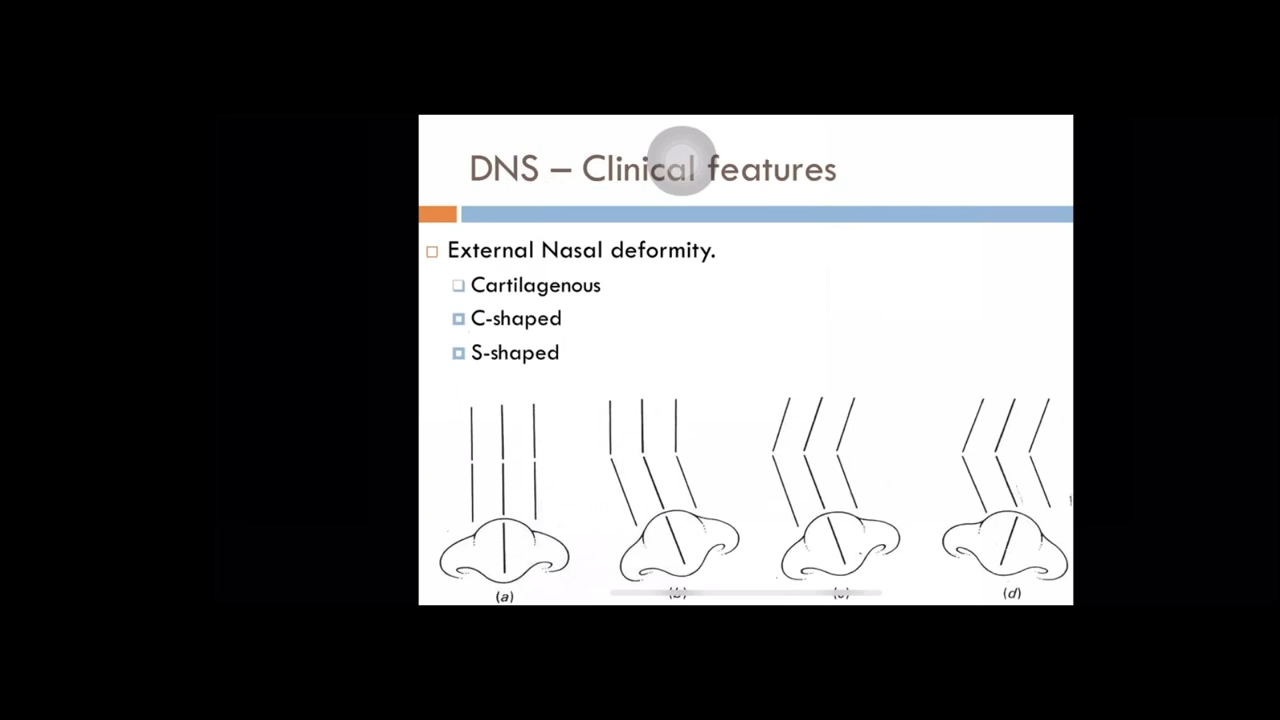 DNS – Clinical features
External Nasal deformity.
Cartilagenous
C-shaped
S-shaped
(a) (b) (c) (d)